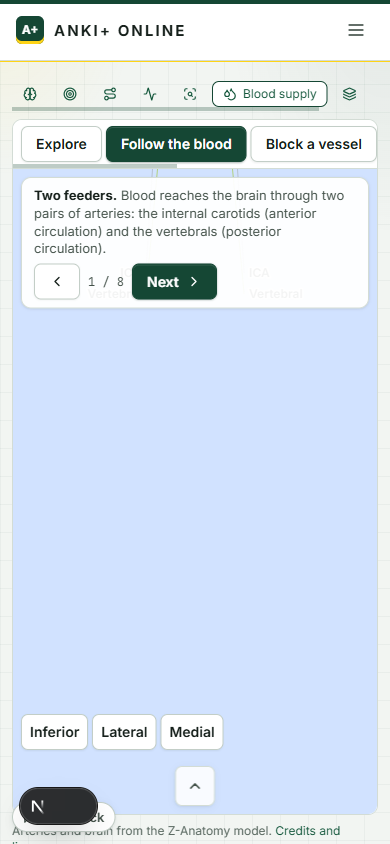 A+ ANKI+ ONLINE
Blood supply
Explore Follow the blood Block a vessel
Two feeders. Blood reaches the brain through two
pairs of arteries: the internal carotids (anterior
circulation) and the vertebrals (posterior
circulation).
ICA
1 / 8 Next
Vertebral Vertebral
Inferior Lateral Medial
N
Arteries and brain from the Z-Anatomy model. Credits and